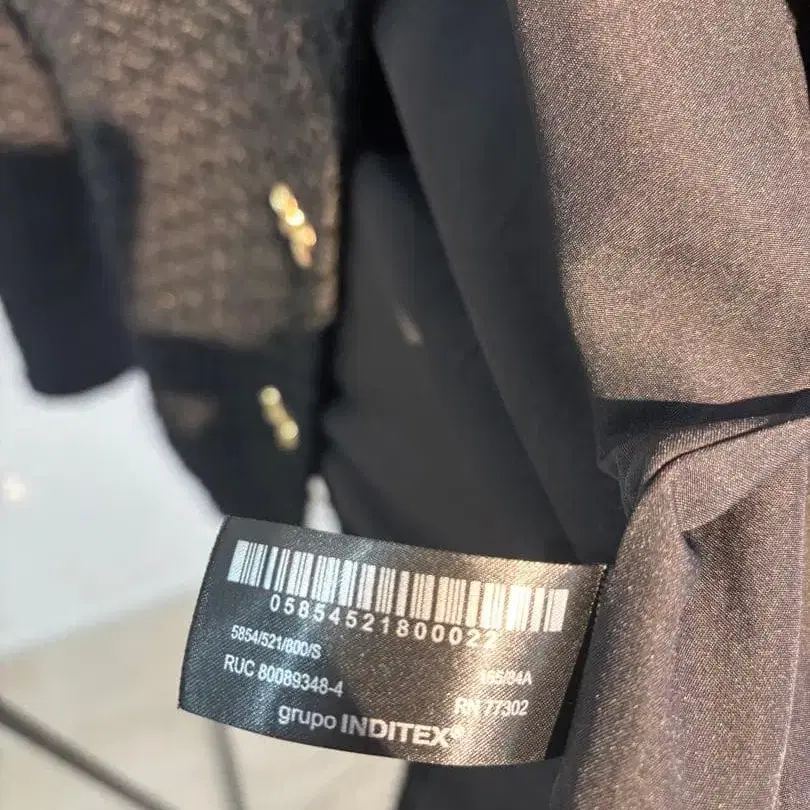 05854521800022
5854/521/800/S
165/84A
RUC 80089348-4
RN 77302
grupo INDITEX®